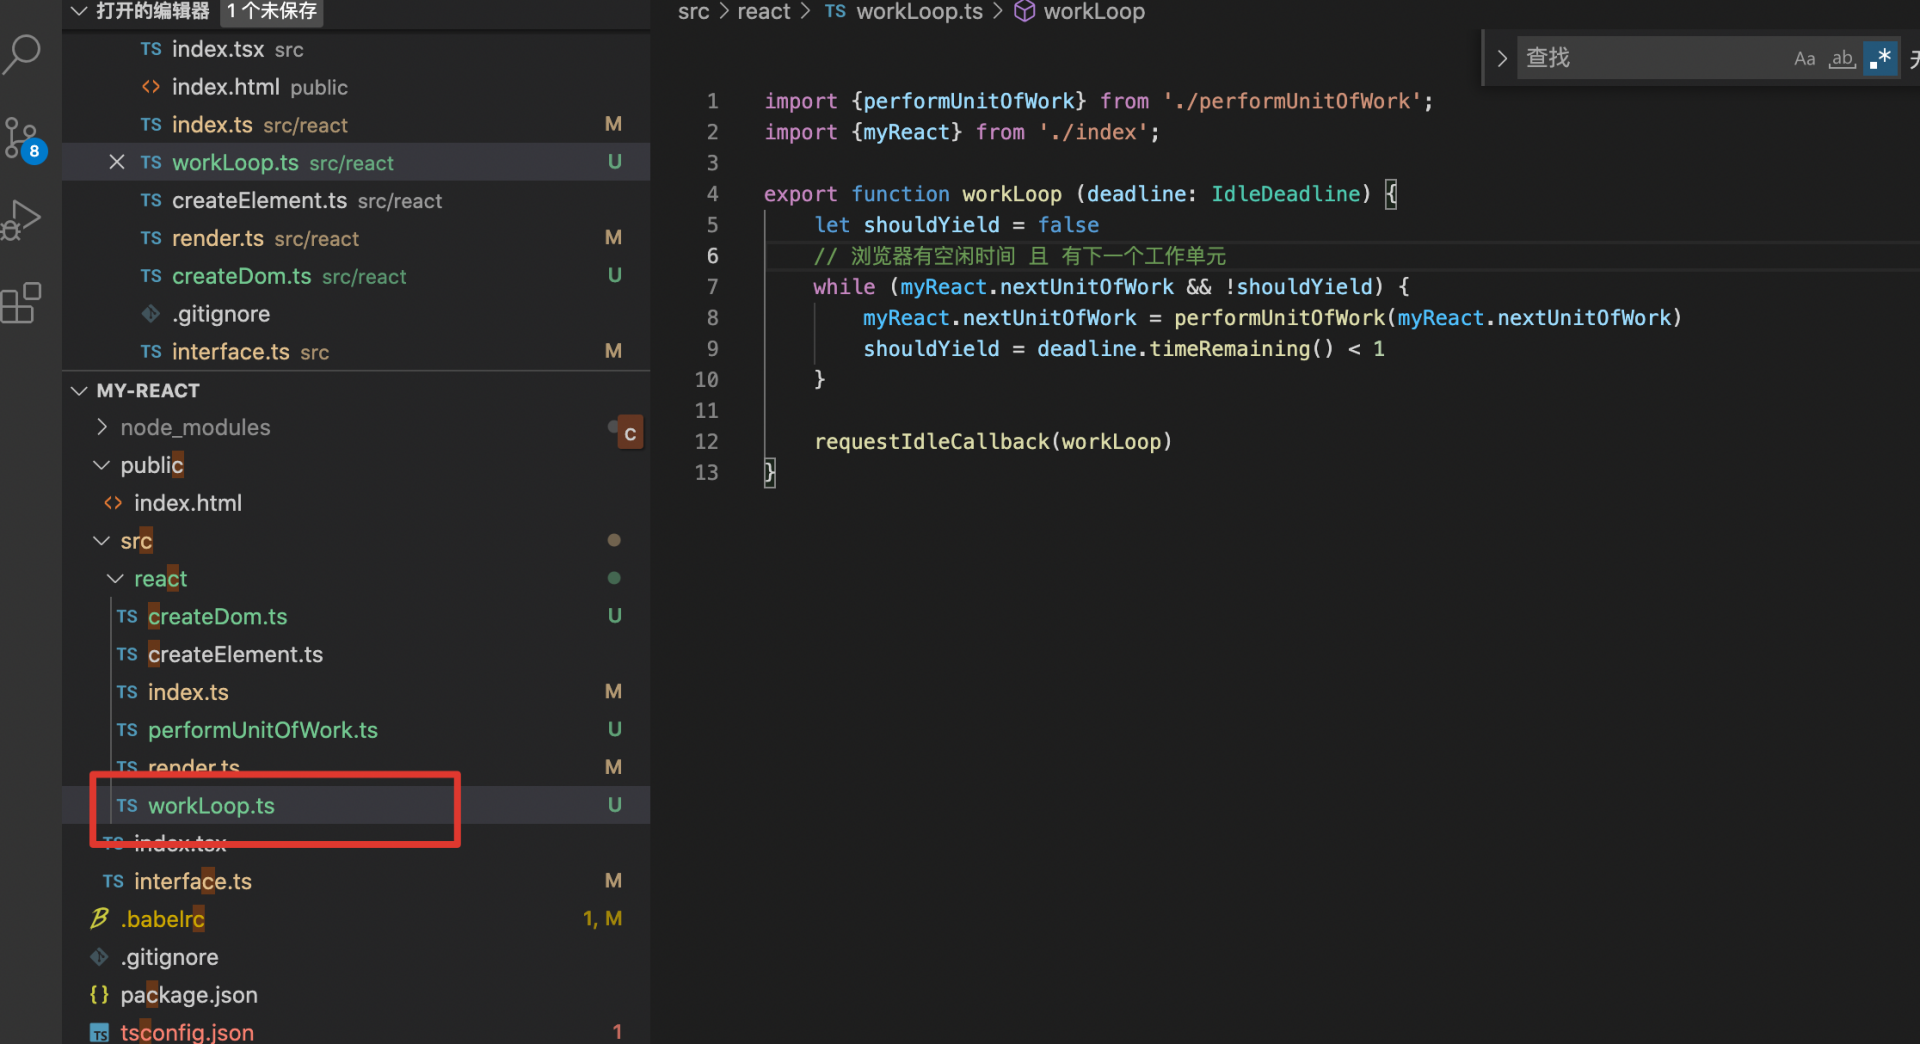 打开的编辑器 1 个未保存
TS index.tsx src
<> index.html public
TS index.ts src/react M
TS workLoop.ts src/react U
TS createElement.ts src/react
TS render.ts src/react M
TS createDom.ts src/react U
.gitignore
TS interface.ts src M
8
MY-REACT
node_modules
C
public
<> index.html
src
react
TS createDom.ts U
TS createElement.ts
TS index.ts M
TS performUnitOfWork.ts U
TS render.ts M
TS workLoop.ts U
TS index.tsx
TS interface.ts M
.babelrc 1, M
.gitignore
{} package.json
TS tsconfig.json 1
src > react > TS workLoop.ts > workLoop
查找 Aa ab .*
1 import {performUnitOfWork} from './performUnitOfWork';
2 import {myReact} from './index';
3
4 export function workLoop (deadline: IdleDeadline) {
5 let shouldYield = false
6 // 浏览器有空闲时间 且 有下一个工作单元
7 while (myReact.nextUnitOfWork && !shouldYield) {
8 myReact.nextUnitOfWork = performUnitOfWork(myReact.nextUnitOfWork)
9 shouldYield = deadline.timeRemaining() < 1
10 }
11
12 requestIdleCallback(workLoop)
13 }